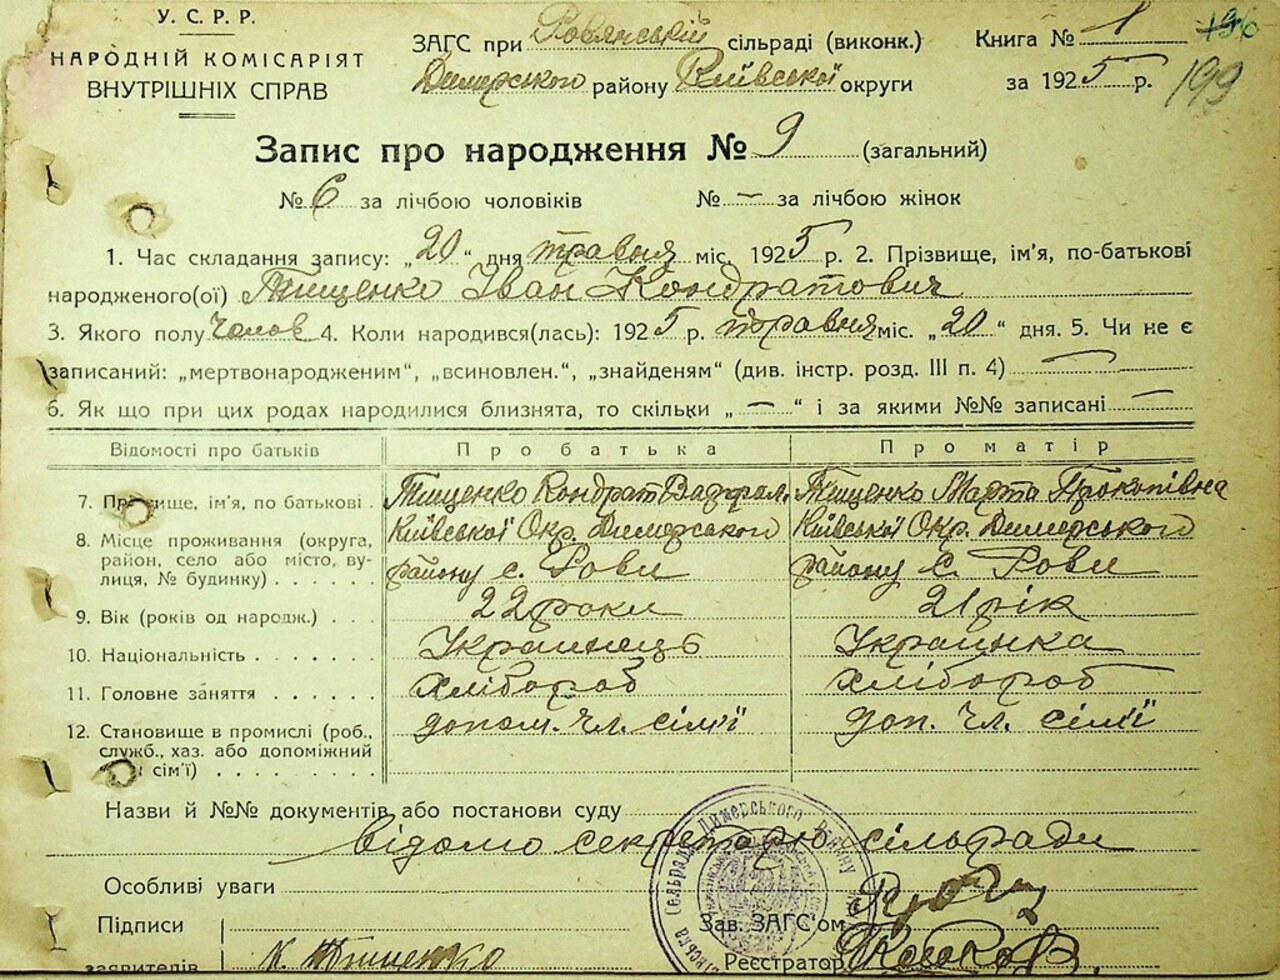 У. С. Р. Р.
НАРОДНІЙ КОМІСАРІЯТ
ВНУТРІШНІХ СПРАВ
ЗАГС при Ровянській сільраді (виконк.)
Димерського району Київської округи
Книга № 1
за 1925 р.
196
199
Запис про народження № 9 (загальний)
№ 6 за лічбою чоловіків № — за лічбою жінок
1. Час складання запису: „20“ дня травня міс. 1925 р. 2. Прізвище, ім'я, по-батькові
народженого(ої) Тищенко Іван Кондратович
3. Якого полу Чолов 4. Коли народився(лась): 1925 р. травня міс. „20“ дня. 5. Чи не є
записаний: „мертвонародженим“, „всиновлен.“, „знайденям“ (див. інстр. розд. III п. 4) —
6. Як що при цих родах народилися близнята, то скільки „—“ і за якими №№ записані —
Відомості про батьків Про батька Про матір
7. Прізвище, ім'я, по батькові . Тищенко Кондрат Тищенко Марта Прокопівна
8. Місце проживання (округа, район, село або місто, вулиця, № будинку) . . . . . .
Київської Окр. Димерського Київської Окр. Димерського
району с. Рови району с. Рови
9. Вік (років од народж.) . . . 22 роки 21 рік
10. Національність . . . . . . . Українець Українка
11. Головне заняття . . . . . . Хлібороб Хлібороб
12. Становище в промислі (роб., допом. чл. сім'ї доп. чл. сім'ї
служб., хаз. або допоміжний
сім'ї) . . . . . . . . .
Назви й №№ документів або постанови суду
відомо секретарю сільради
Особливі уваги
Підписи
заявителів К. Тищенко
Зав. ЗАГС'ом
Реєстратор
Сельрада Димерського Району